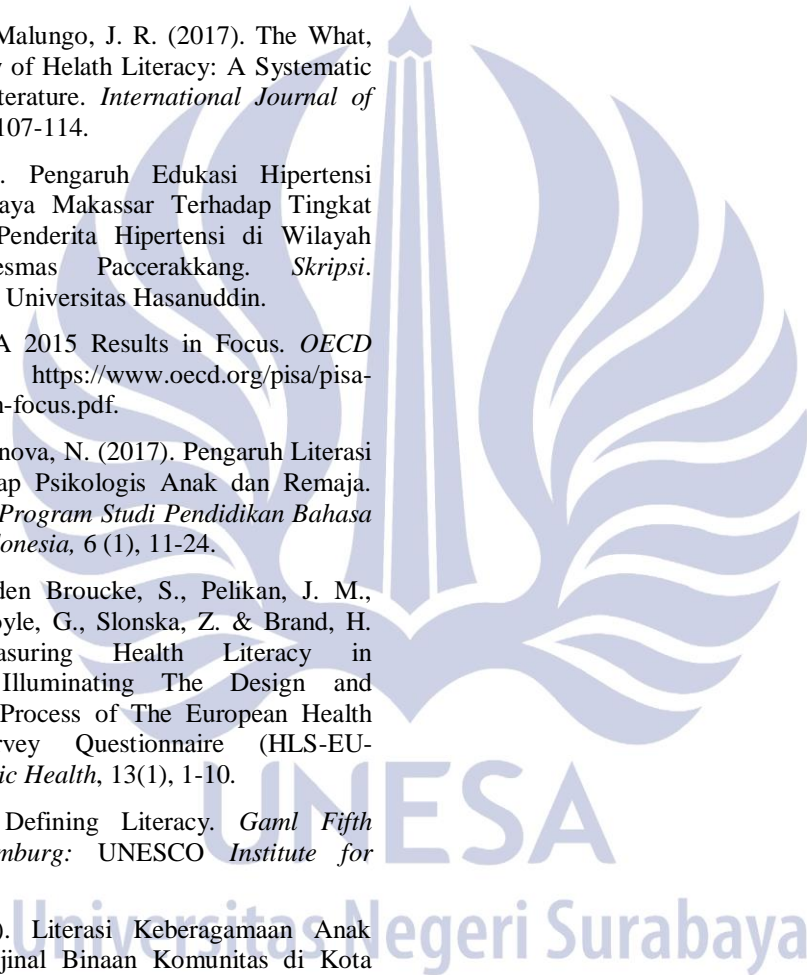 Malungo, J. R. (2017). The What,
of Helath Literacy: A Systematic
terature. International Journal of
107-114.
. Pengaruh Edukasi Hipertensi
aya Makassar Terhadap Tingkat
Penderita Hipertensi di Wilayah
esmas Paccerakkang. Skripsi.
Universitas Hasanuddin.
A 2015 Results in Focus. OECD
https://www.oecd.org/pisa/pisa-
n-focus.pdf.
nova, N. (2017). Pengaruh Literasi
ap Psikologis Anak dan Remaja.
Program Studi Pendidikan Bahasa
donesia, 6 (1), 11-24.
den Broucke, S., Pelikan, J. M.,
oyle, G., Slonska, Z. & Brand, H.
asuring Health Literacy in
Illuminating The Design and
Process of The European Health
rvey Questionnaire (HLS-EU-
ic Health, 13(1), 1-10.
Defining Literacy. Gaml Fifth
mburg: UNESCO Institute for
). Literasi Keberagamaan Anak
jinal Binaan Komunitas di Kota
UNESA
Universitas Negeri Surabaya